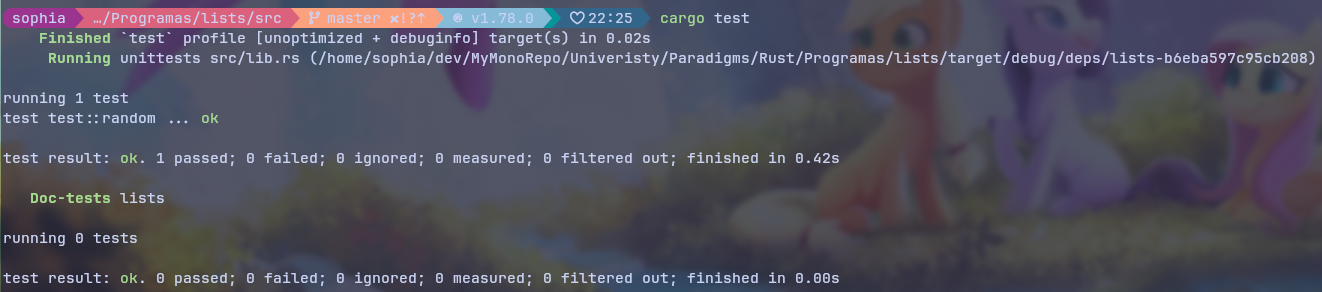 sophia …/Programas/lists/src master ✘!?⇡ v1.78.0 ♡22:25 cargo test
Finished `test` profile [unoptimized + debuginfo] target(s) in 0.02s
Running unittests src/lib.rs (/home/sophia/dev/MyMonoRepo/Univeristy/Paradigms/Rust/Programas/lists/target/debug/deps/lists-b6eba597c95cb208)
running 1 test
test test::random ... ok
test result: ok. 1 passed; 0 failed; 0 ignored; 0 measured; 0 filtered out; finished in 0.42s
Doc-tests lists
running 0 tests
test result: ok. 0 passed; 0 failed; 0 ignored; 0 measured; 0 filtered out; finished in 0.00s